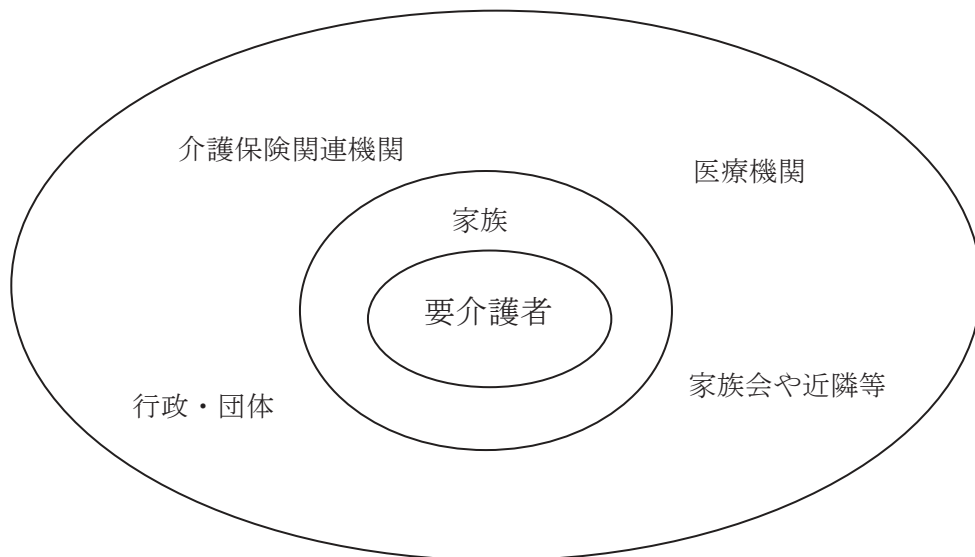 介護保険関連機関
医療機関
家族
要介護者
家族会や近隣等
行政・団体